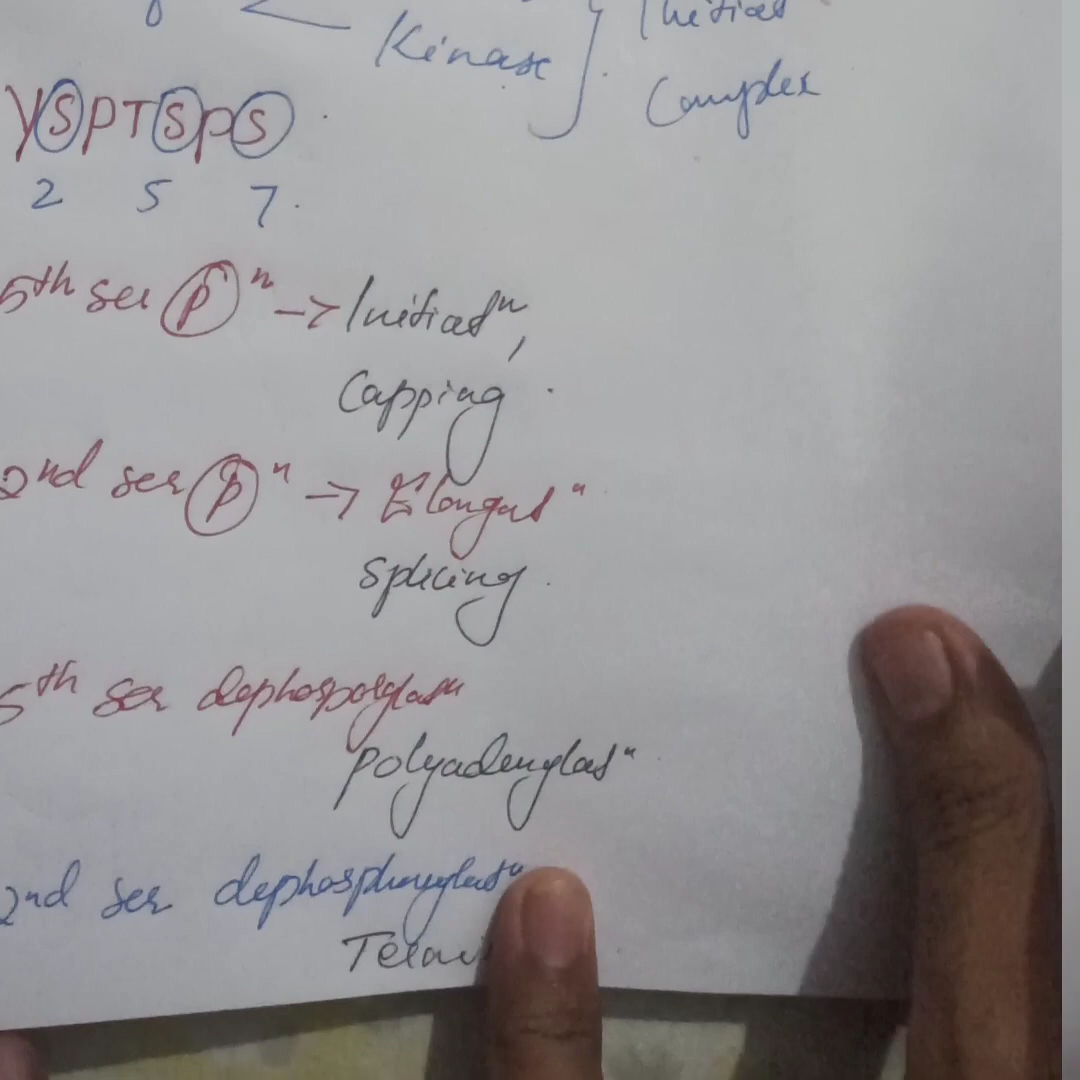 Initiat
Kinase } Complex
YSPTSPS
2 5 7.
5th ser (P)n -> Initiatn,
Capping.
2nd ser (P)n -> Elongatn
Splicing.
5th ser dephosporylatn
polyadenylatn
2nd ser dephosphorylatn